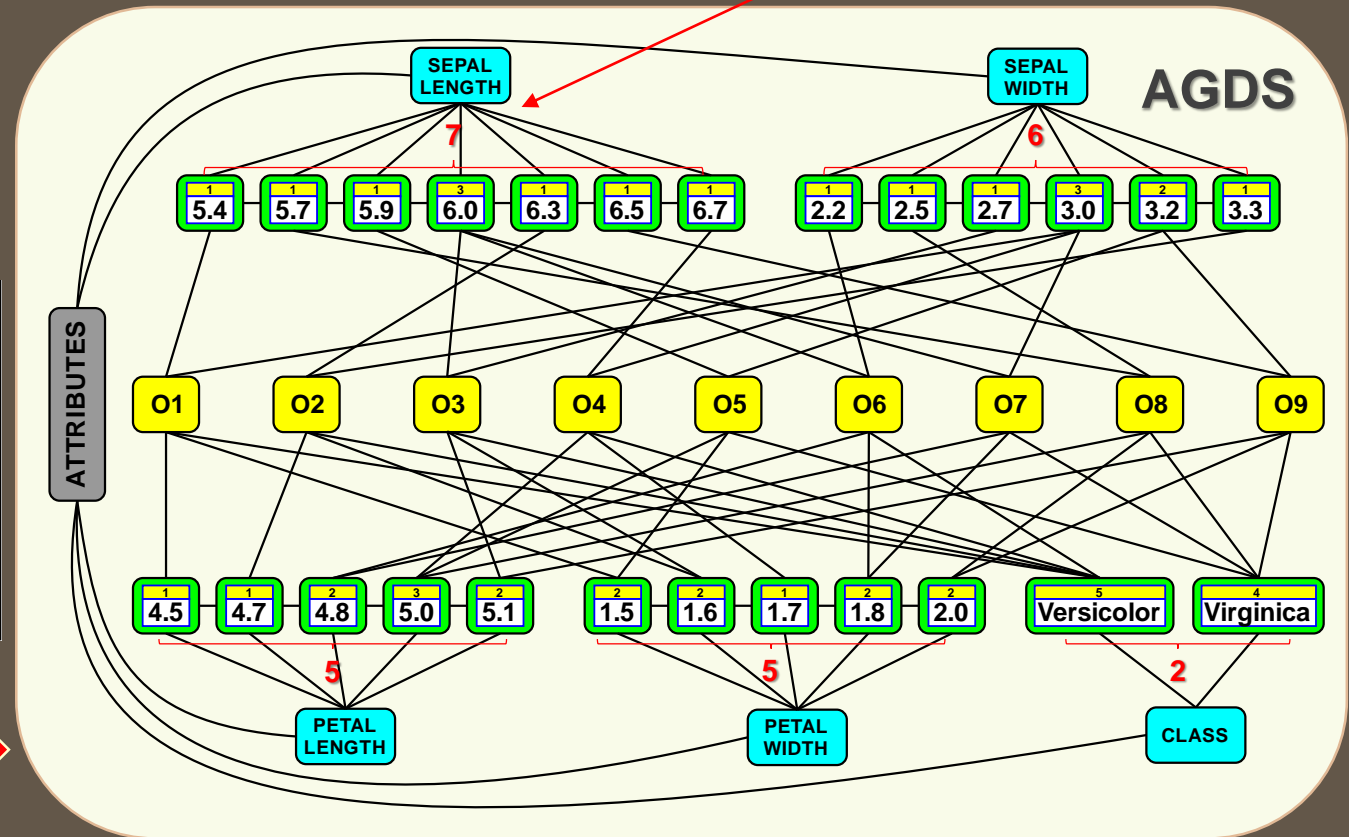 SEPAL
LENGTH
SEPAL
WIDTH
AGDS
7
6
1 1 1 3 1 1 1
5.4 5.7 5.9 6.0 6.3 6.5 6.7
1 1 1 3 2 1
2.2 2.5 2.7 3.0 3.2 3.3
ATTRIBUTES
O1 O2 O3 O4 O5 O6 O7 O8 O9
1 1 2 3 2
4.5 4.7 4.8 5.0 5.1
2 2 1 2 2
1.5 1.6 1.7 1.8 2.0
5 4
Versicolor Virginica
5
5
2
PETAL
LENGTH
PETAL
WIDTH
CLASS